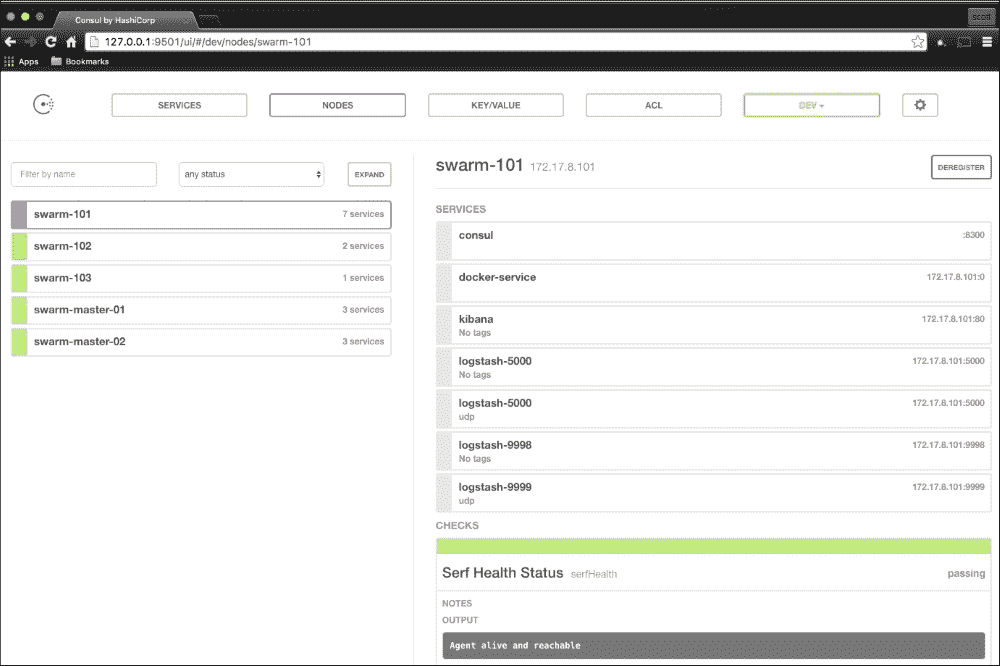 Consul by HashiCorp
scott
127.0.0.1:9501/ui/#/dev/nodes/swarm-101
Apps Bookmarks
SERVICES NODES KEY/VALUE ACL DEV
Filter by name any status EXPAND
swarm-101 7 services
swarm-102 2 services
swarm-103 1 services
swarm-master-01 3 services
swarm-master-02 3 services
swarm-101 172.17.8.101 DEREGISTER
SERVICES
consul :8300
docker-service 172.17.8.101:0
kibana 172.17.8.101:80
No tags
logstash-5000 172.17.8.101:5000
No tags
logstash-5000 172.17.8.101:5000
udp
logstash-9998 172.17.8.101:9998
No tags
logstash-9999 172.17.8.101:9999
udp
CHECKS
Serf Health Status serfHealth passing
NOTES
OUTPUT
Agent alive and reachable